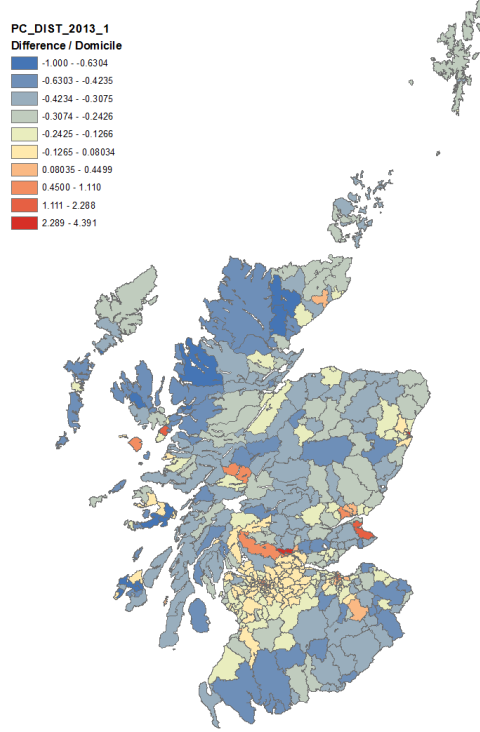 PC_DIST_2013_1
Difference / Domicile
-1.000 - -0.6304
-0.6303 - -0.4235
-0.4234 - -0.3075
-0.3074 - -0.2426
-0.2425 - -0.1266
-0.1265 - 0.08034
0.08035 - 0.4499
0.4500 - 1.110
1.111 - 2.288
2.289 - 4.391